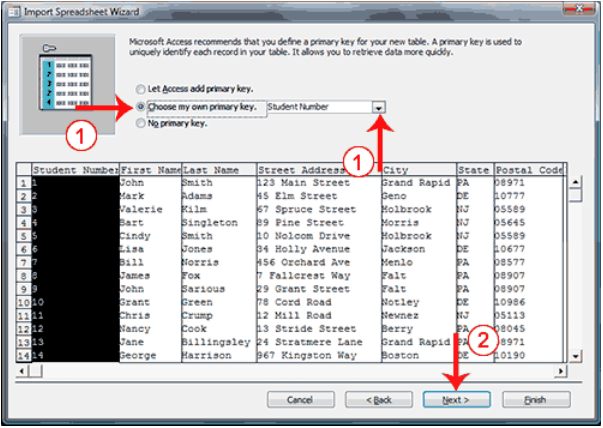 Import Spreadsheet Wizard
Microsoft Access recommends that you define a primary key for your new table. A primary key is used to
uniquely identify each record in your table. It allows you to retrieve data more quickly.
Let Access add primary key.
Choose my own primary key. Student Number
No primary key.
1
1
Student Number First Name Last Name Street Address City State Postal Code
1 1 John Smith 123 Main Street Grand Rapid PA 08971
2 2 Mark Adams 45 Elm Street Geno DE 10777
3 3 Valerie Kilm 67 Spruce Street Holbrook NJ 05589
4 4 Bart Singleton 89 Pine Street Morris NJ 05645
5 5 Cindy Smith 10 Nolcom Drive Holbrook NJ 05589
6 6 Lisa Jones 34 Holly Avenue Jackson DE 10677
7 7 Bill Norris 456 Orchard Ave Menlo PA 08577
8 8 James Fox 7 Fallcrest Way Falt PA 08907
9 9 John Sarious 29 Grant Street Falt PA 08907
10 10 Grant Green 78 Cord Road Notley DE 10986
11 11 Chris Crump 12 Mill Road Newnez NJ 05113
12 12 Nancy Cook 13 Stride Street Berry PA 08045
13 13 Jane Billingsley 24 Stratmere Lane Grand Rapid PA 08971
14 14 George Harrison 967 Kingston Way Boston DE 10190
2
Cancel < Back Next > Finish